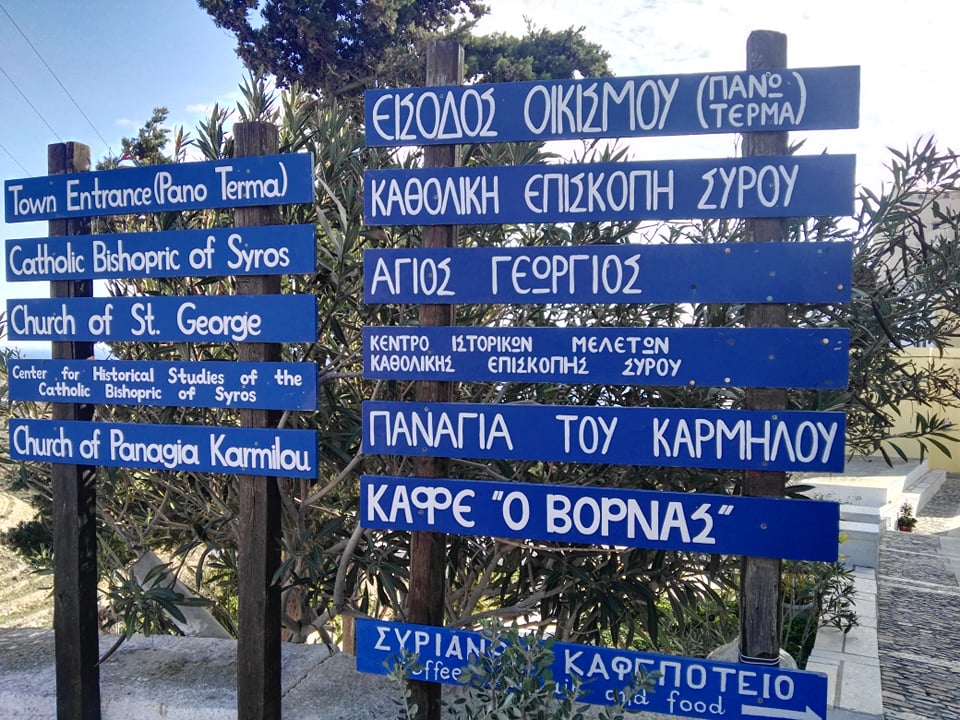 Town Entrance (Pano Terma)
Catholic Bishopric of Syros
Church of St. George
Center for Historical Studies of the
Catholic Bishopric of Syros
Church of Panagia Karmilou
ΕΙΣΟΔΟΣ ΟΙΚΙΣΜΟΥ (ΠΑΝΩ
ΤΕΡΜΑ)
ΚΑΘΟΛΙΚΗ ΕΠΙΣΚΟΠΗ ΣΥΡΟΥ
ΑΓΙΟΣ ΓΕΩΡΓΙΟΣ
ΚΕΝΤΡΟ ΙΣΤΟΡΙΚΩΝ ΜΕΛΕΤΩΝ
ΚΑΘΟΛΙΚΗΣ ΕΠΙΣΚΟΠΗΣ ΣΥΡΟΥ
ΠΑΝΑΓΙΑ ΤΟΥ ΚΑΡΜΗΛΟΥ
ΚΑΦΕ "Ο ΒΟΡΝΑΣ"
ΚΑΦΕΠΟΤΕΙΟ
and food